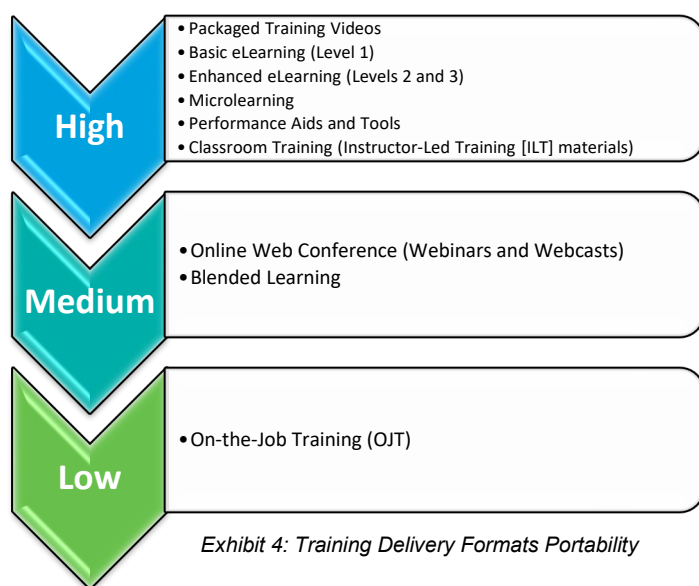 High
• Packaged Training Videos
• Basic eLearning (Level 1)
• Enhanced eLearning (Levels 2 and 3)
• Microlearning
• Performance Aids and Tools
• Classroom Training (Instructor-Led Training [ILT] materials)
Medium
• Online Web Conference (Webinars and Webcasts)
• Blended Learning
Low
• On-the-Job Training (OJT)
Exhibit 4: Training Delivery Formats Portability